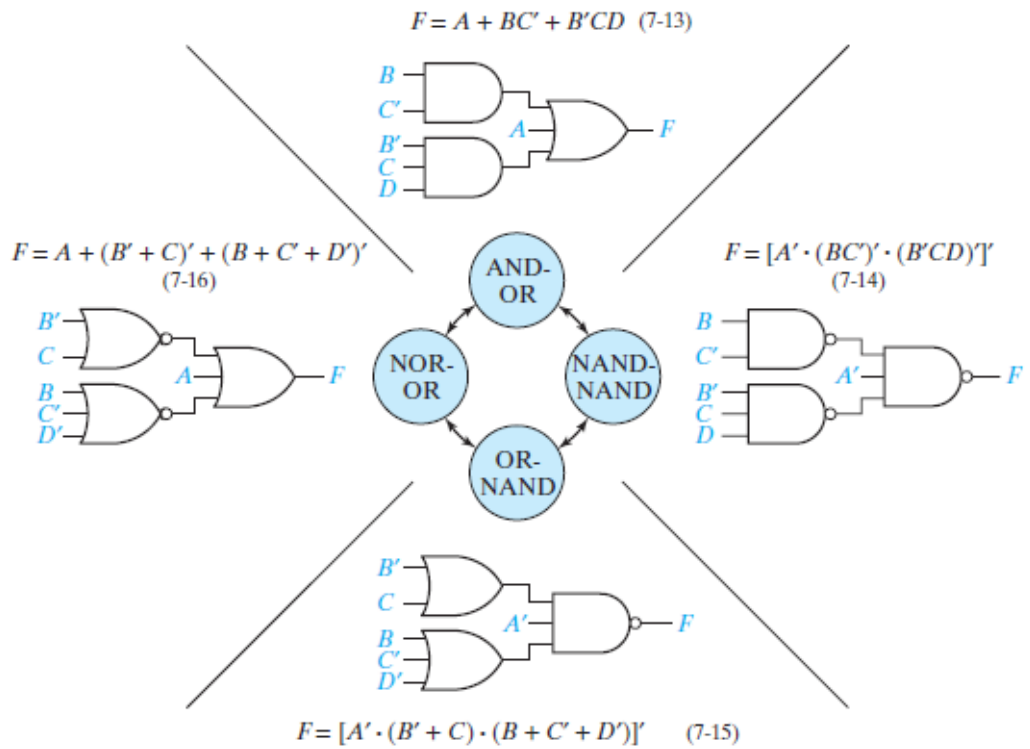 F = A + BC′ + B′CD (7-13)
B
C′
A
F
B′
C
D
F = A + (B′ + C)′ + (B + C′ + D′)′
(7-16)
B′
C
A
F
B
C′
D′
AND-
OR
NOR-
OR
NAND-
NAND
OR-
NAND
F = [A′ · (BC′)′ · (B′CD)′]′
(7-14)
B
C′
A′
F
B′
C
D
B′
C
A′
F
B
C′
D′
F = [A′ · (B′ + C) · (B + C′ + D′)]′ (7-15)